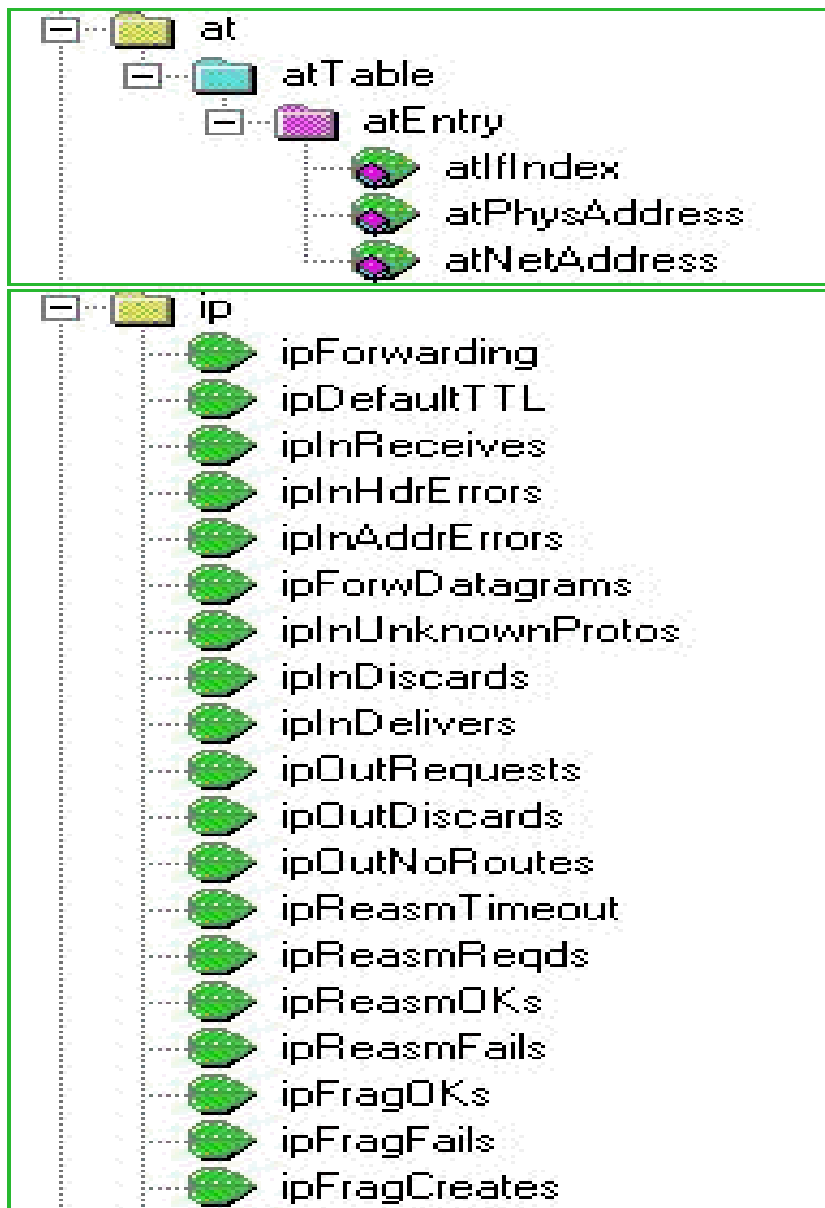 at
atTable
atEntry
atIfIndex
atPhysAddress
atNetAddress
ip
ipForwarding
ipDefaultTTL
ipInReceives
ipInHdrErrors
ipInAddrErrors
ipForwDatagrams
ipInUnknownProtos
ipInDiscards
ipInDelivers
ipOutRequests
ipOutDiscards
ipOutNoRoutes
ipReasmTimeout
ipReasmReqds
ipReasmOKs
ipReasmFails
ipFragOKs
ipFragFails
ipFragCreates